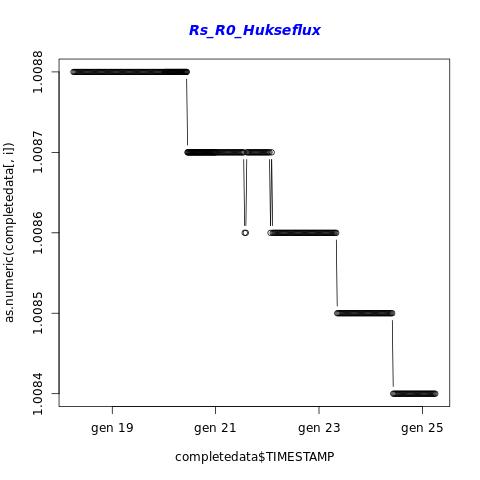 Rs_R0_Hukseflux
as.numeric(completedata[, i])
1.0088
1.0087
1.0086
1.0085
1.0084
gen 19 gen 21 gen 23 gen 25
completedata$TIMESTAMP